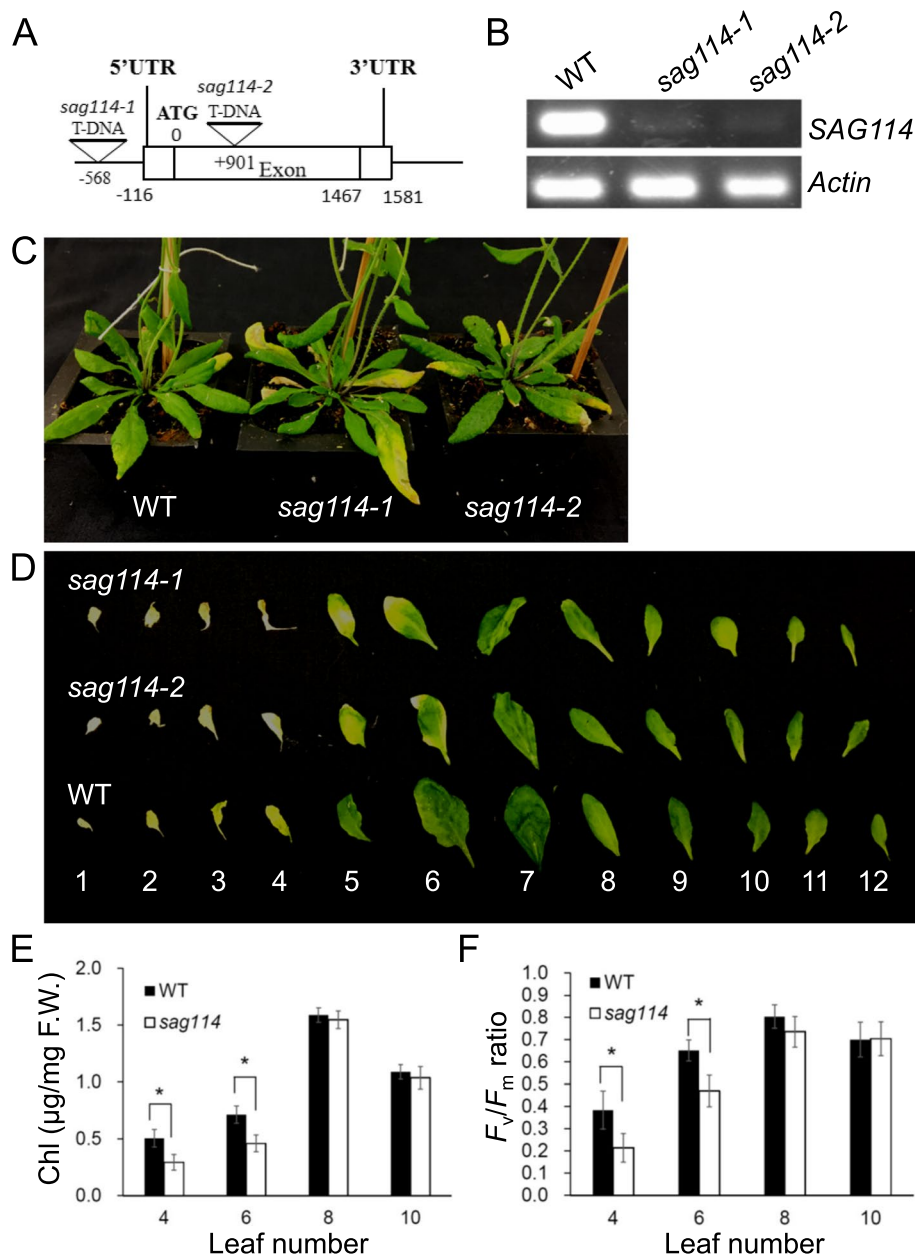 A
5'UTR
3'UTR
sag114-1
sag114-2
T-DNA
ATG
T-DNA
0
-568
+901 Exon
-116
1467
1581
B
WT
sag114-1
sag114-2
SAG114
Actin
C
WT
sag114-1
sag114-2
D
sag114-1
sag114-2
WT
1 2 3 4 5 6 7 8 9 10 11 12
E
Chl (µg/mg F.W.)
2.0
1.5
1.0
0.5
0.0
WT
sag114
*
*
4 6 8 10
Leaf number
F
Fv/Fm ratio
1.0
0.9
0.8
0.7
0.6
0.5
0.4
0.3
0.2
0.1
0.0
WT
sag114
*
*
4 6 8 10
Leaf number